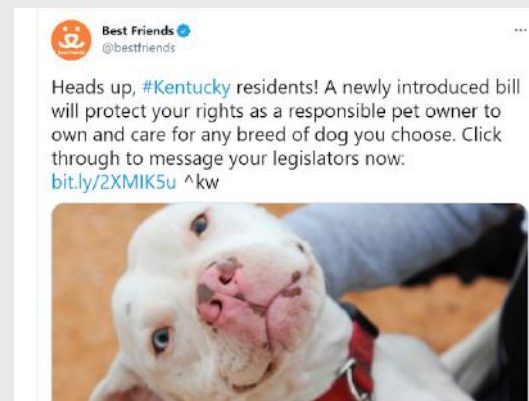 Best Friends
@bestfriends
Heads up, #Kentucky residents! A newly introduced bill
will protect your rights as a responsible pet owner to
own and care for any breed of dog you choose. Click
through to message your legislators now:
bit.ly/2XMIK5u ^kw